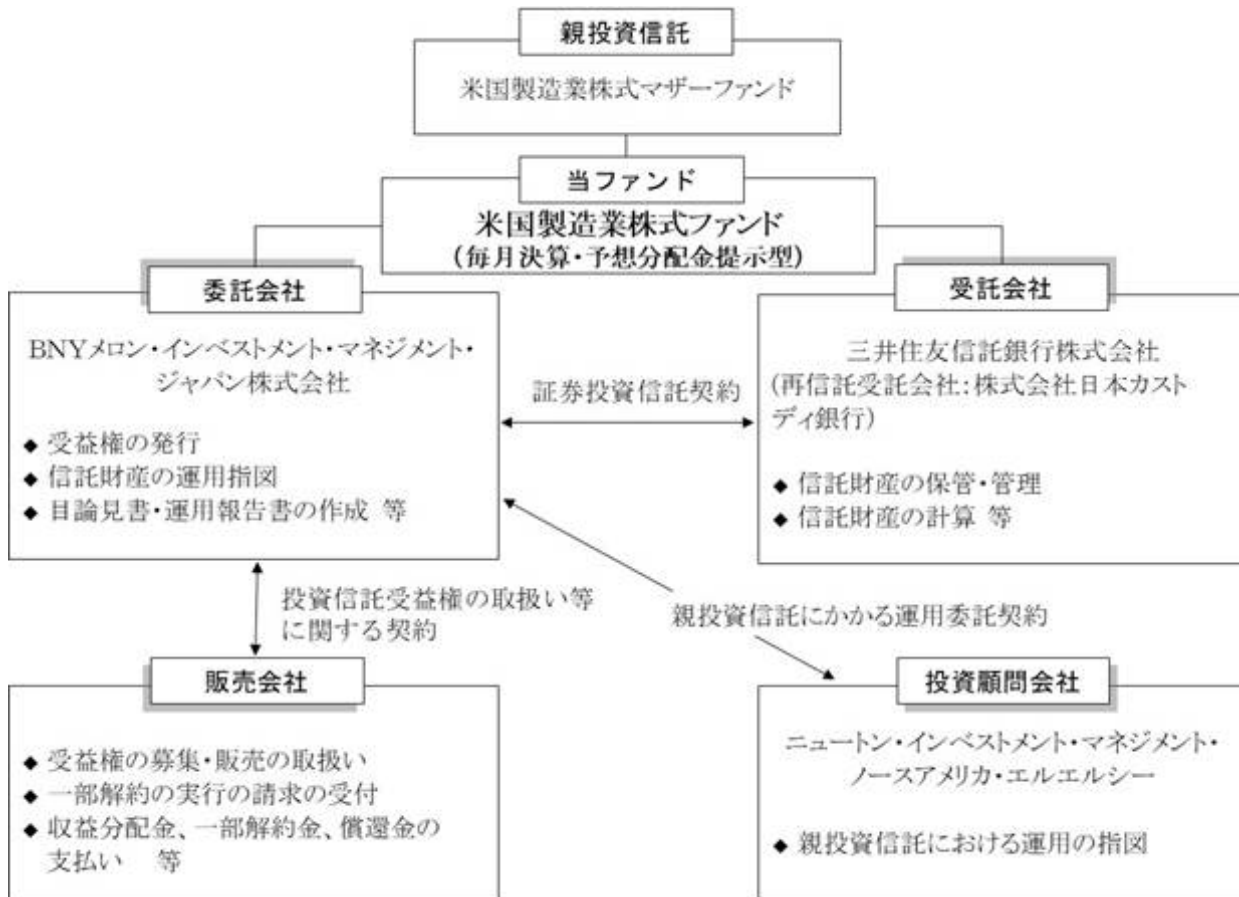 親投資信託
米国製造業株式マザーファンド
当ファンド
米国製造業株式ファンド
(毎月決算・予想分配金提示型)
委託会社
BNYメロン・インベストメント・マネジメント・
ジャパン株式会社
◆ 受益権の発行
◆ 信託財産の運用指図
◆ 目論見書・運用報告書の作成 等
証券投資信託契約
受託会社
三井住友信託銀行株式会社
(再信託受託会社:株式会社日本カスト
ディ銀行)
◆ 信託財産の保管・管理
◆ 信託財産の計算 等
投資信託受益権の取扱い等
に関する契約
親投資信託にかかる運用委託契約
販売会社
◆ 受益権の募集・販売の取扱い
◆ 一部解約の実行の請求の受付
◆ 収益分配金、一部解約金、償還金の
支払い 等
投資顧問会社
ニュートン・インベストメント・マネジメント・
ノースアメリカ・エルエルシー
◆ 親投資信託における運用の指図